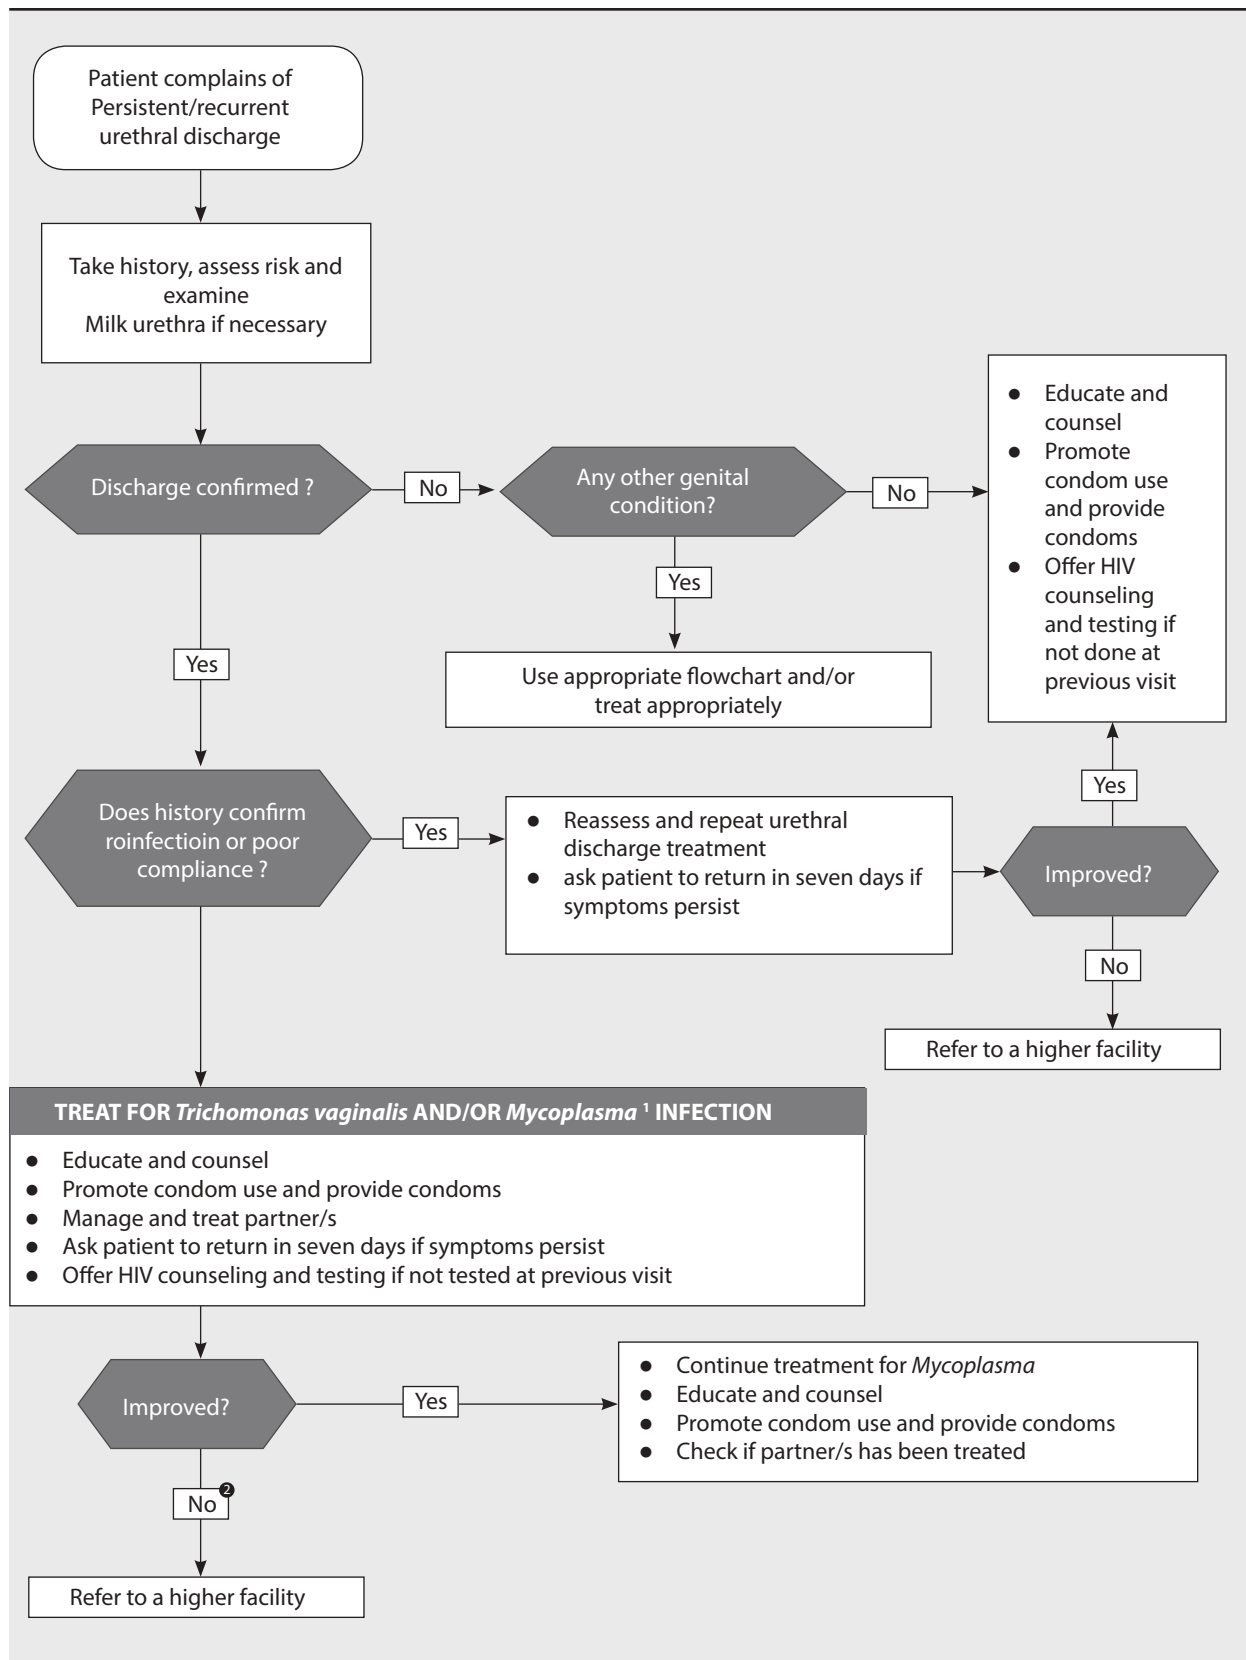 Patient complains of
Persistent/recurrent
urethral discharge
Take history, assess risk and
examine
Milk urethra if necessary
Discharge confirmed ?
No
Any other genital
condition?
No
● Educate and
counsel
● Promote
condom use
and provide
condoms
● Offer HIV
counseling
and testing if
not done at
previous visit
Yes
Use appropriate flowchart and/or
treat appropriately
Yes
Does history confirm
roinfectioin or poor
compliance ?
Yes
● Reassess and repeat urethral
discharge treatment
● ask patient to return in seven days if
symptoms persist
Improved?
Yes
No
Refer to a higher facility
TREAT FOR Trichomonas vaginalis AND/OR Mycoplasma ¹ INFECTION
● Educate and counsel
● Promote condom use and provide condoms
● Manage and treat partner/s
● Ask patient to return in seven days if symptoms persist
● Offer HIV counseling and testing if not tested at previous visit
Improved?
Yes
● Continue treatment for Mycoplasma
● Educate and counsel
● Promote condom use and provide condoms
● Check if partner/s has been treated
No ❷
Refer to a higher facility